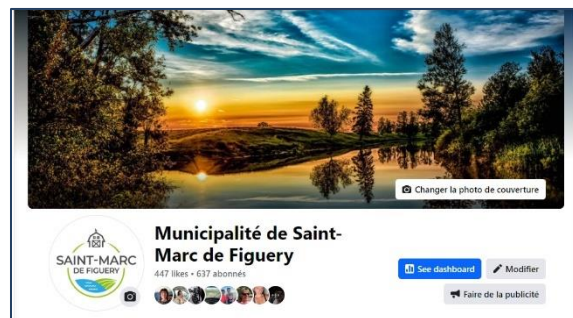 Changer la photo de couverture
SAINT-MARC
DE FIGUERY
Municipalité de Saint-
Marc de Figuery
447 likes • 637 abonnés
See dashboard
Modifier
Faire de la publicité